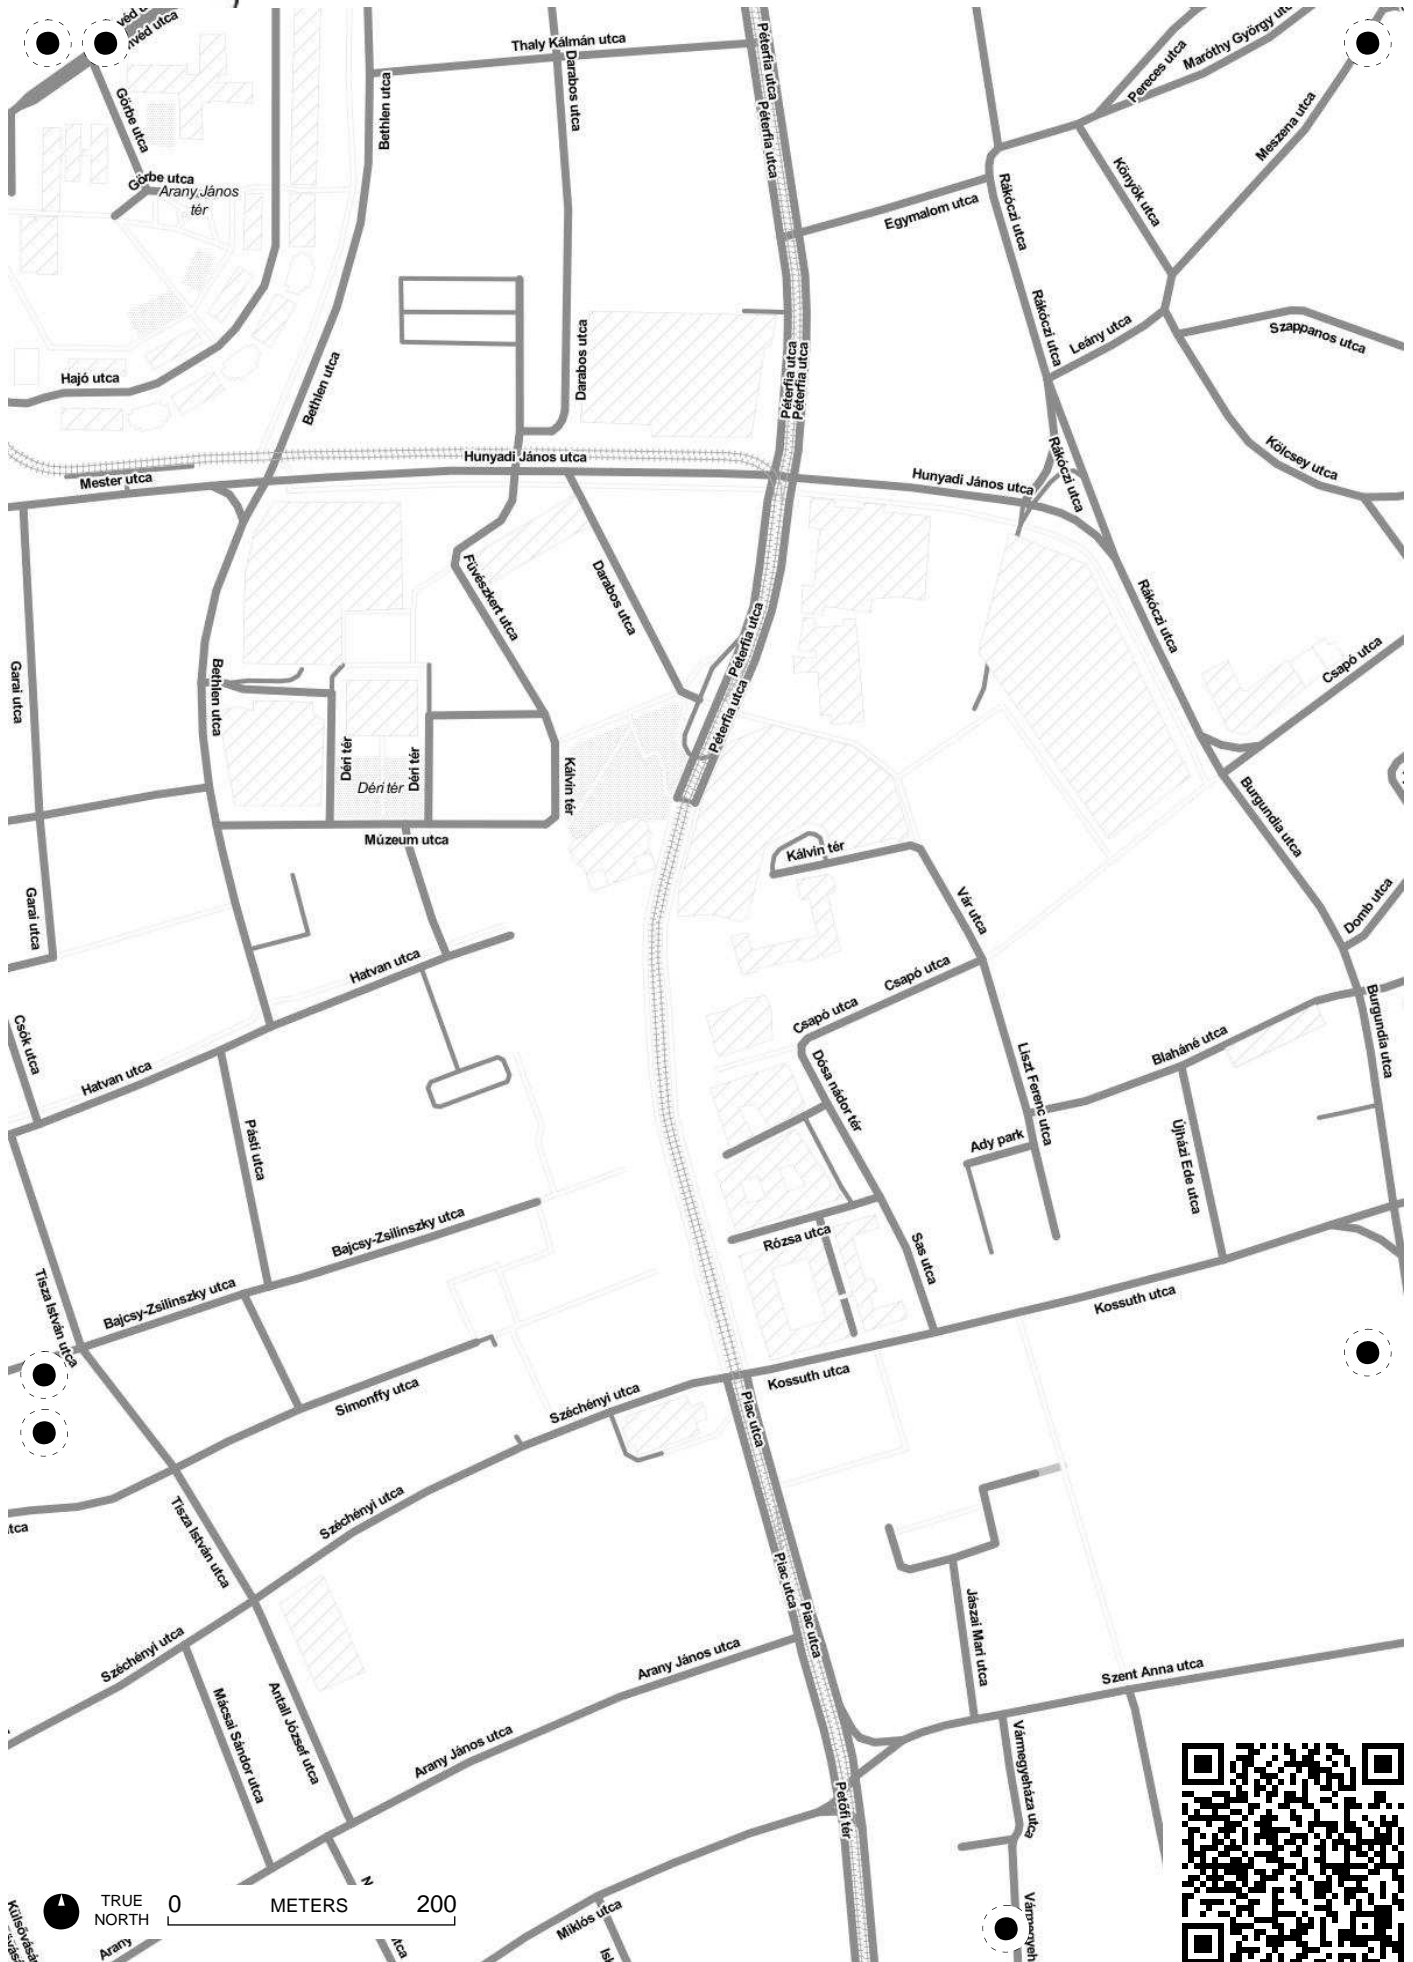 Thaly Kálmán utca
Péterfia utca
Darabos utca
Bethlen utca
Görbe utca
Péterfia utca
Pereces utca
Maróthy György
Meszena utca
Könyök utca
Görbe utca
Arany János
tér
Egymalom utca
Rákóczi utca
Rákóczi utca
Leány utca
Szappanos utca
Darabos utca
Péterfia utca
Péterfia utca
Hajó utca
Bethlen utca
Hunyadi János utca
Mester utca
Hunyadi János utca
Rákóczi utca
Kölcsey utca
Füvészkert utca
Darabos utca
Péterfia utca
Rákóczi utca
Csapó utca
Garai utca
Bethlen utca
Péterfia utca
Déri tér
Déri tér
Déri tér
Kálvin tér
Burgundia utca
Múzeum utca
Kálvin tér
Garai utca
Vár utca
Domb utca
Hatvan utca
Csapó utca
Csapó utca
Burgundia utca
Csók utca
Hatvan utca
Dósa nádor tér
Liszt Ferenc utca
Blaháné utca
Pásti utca
Ady park
Újházi Ede utca
Bajcsy-Zsilinszky utca
Rózsa utca
Sas utca
Tisza István utca
Bajcsy-Zsilinszky utca
Kossuth utca
Simonffy utca
Széchényi utca
Kossuth utca
Piac utca
Széchényi utca
Tisza István utca
tca
Piac utca
Piac utca
Jászai Mari utca
Széchényi utca
Arany János utca
Szent Anna utca
Mácsai Sándor utca
Antall József utca
Arany János utca
Vármegyeháza utca
Petőfi tér
TRUE
NORTH
0
METERS
200
Miklós utca
Arany
tca